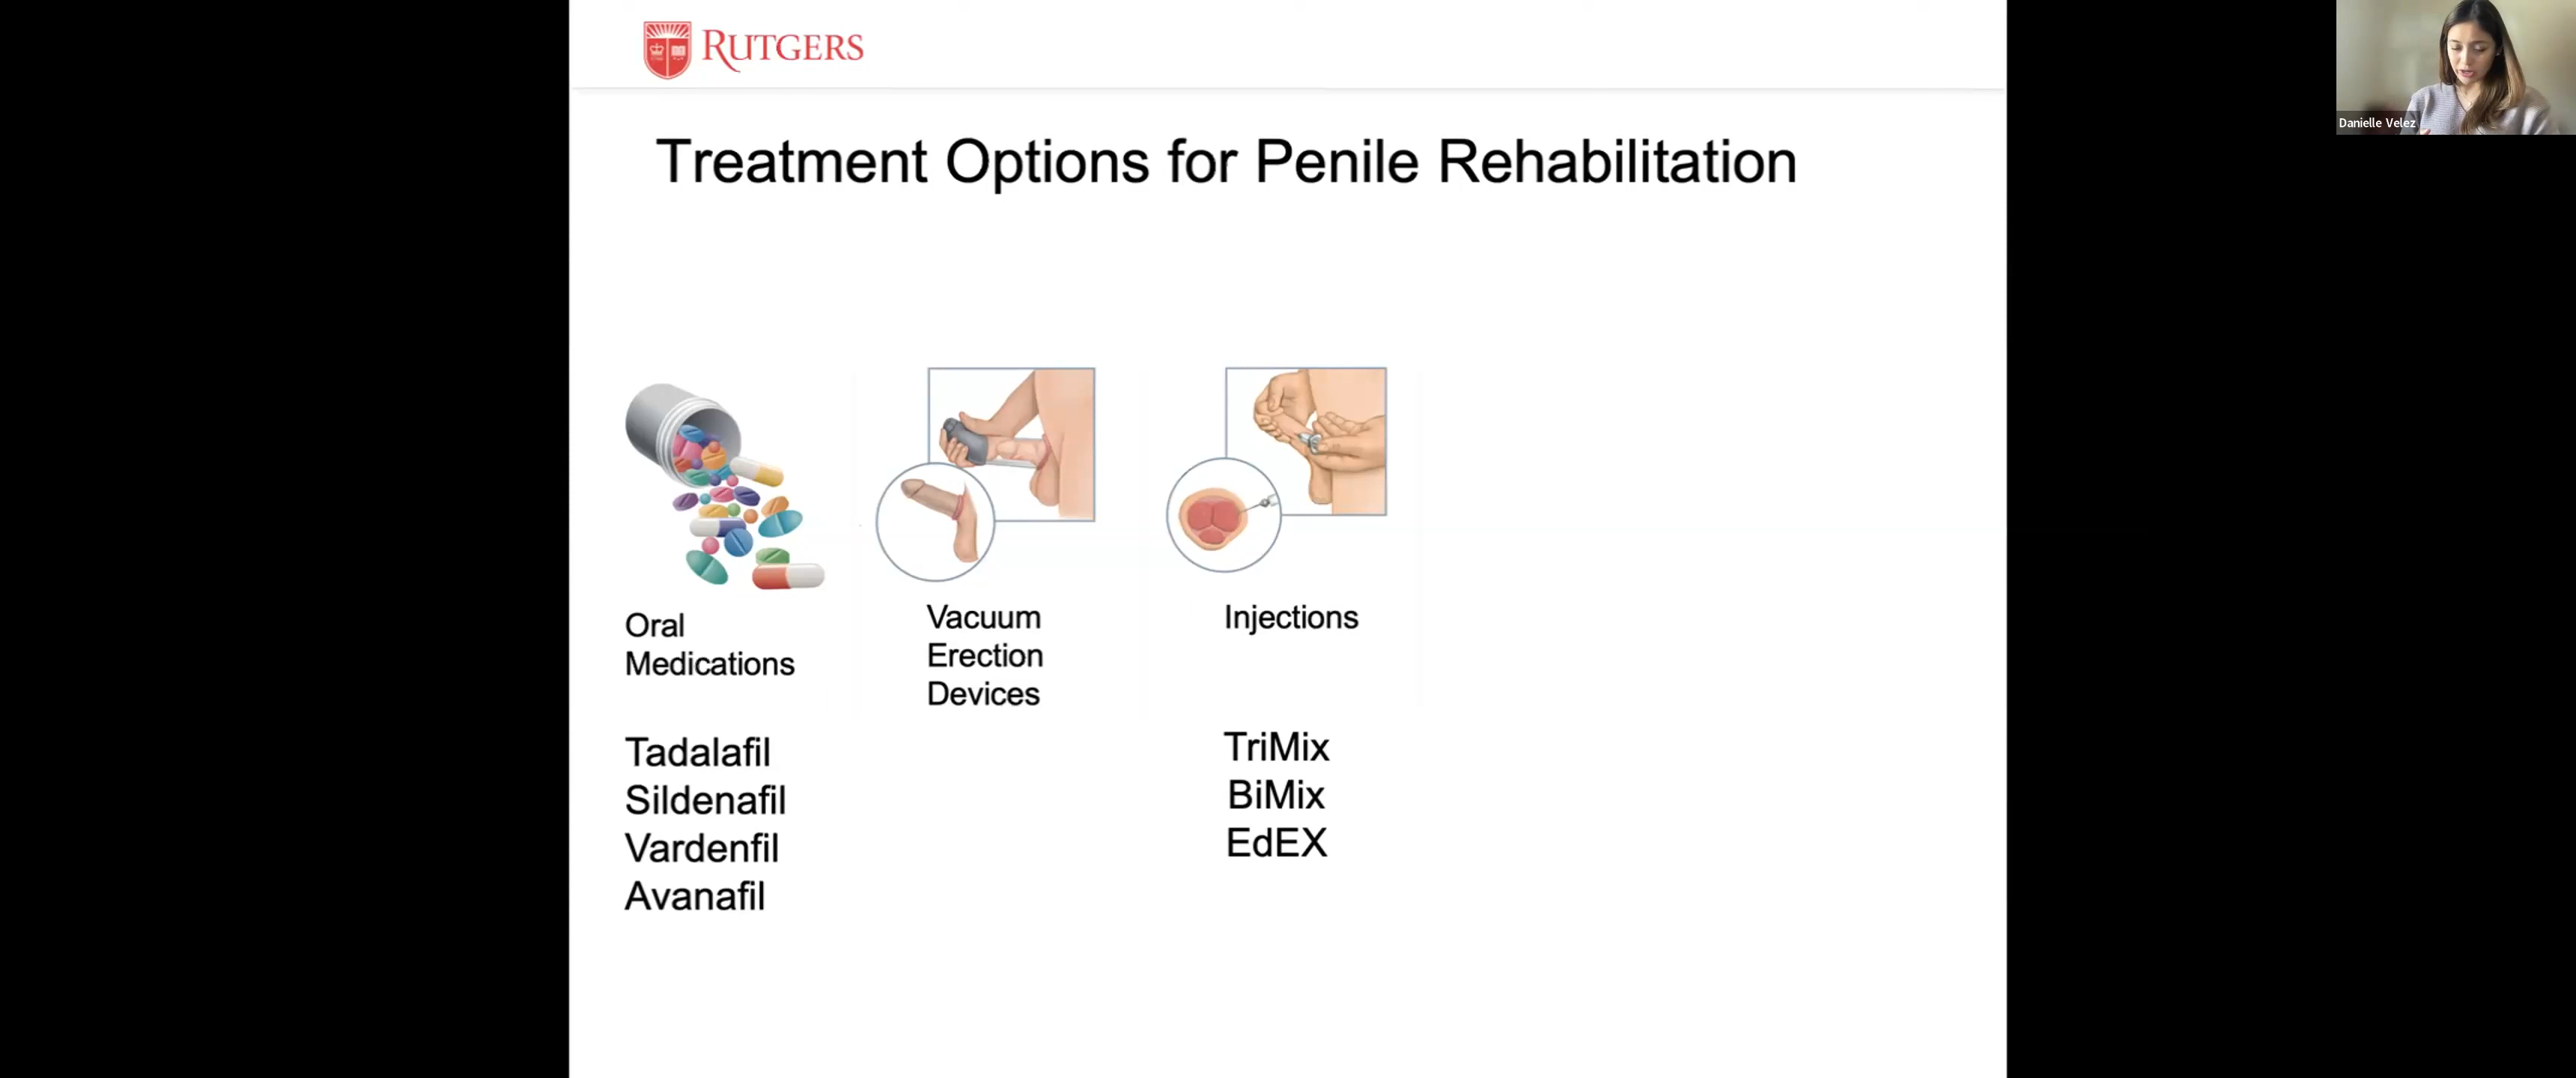 RUTGERS
Danielle Velez
Treatment Options for Penile Rehabilitation
Oral
Medications
Tadalafil
Sildenafil
Vardenfil
Avanafil
Vacuum
Erection
Devices
Injections
TriMix
BiMix
EdEX